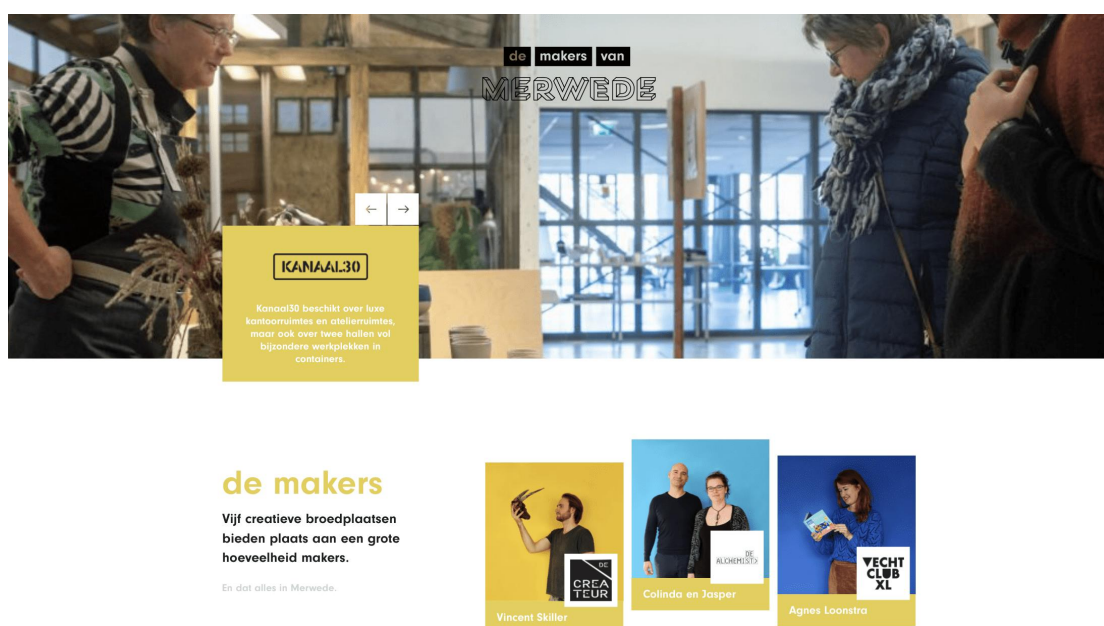 de makers van
MERWEDE
KANAAL30
Kanaal30 beschikt over luxe
kantoorruimtes en atelierruimtes,
maar ook over twee hallen vol
bijzondere werkplekken in
containers.
de makers
Vijf creatieve broedplaatsen
bieden plaats aan een grote
hoeveelheid makers.
En dat alles in Merwede.
DE
CREA
TEUR
Vincent Skiller
DE
ALCHEMIST>
Colinda en Jasper
VECHT
CLUB
XL
Agnes Loonstra